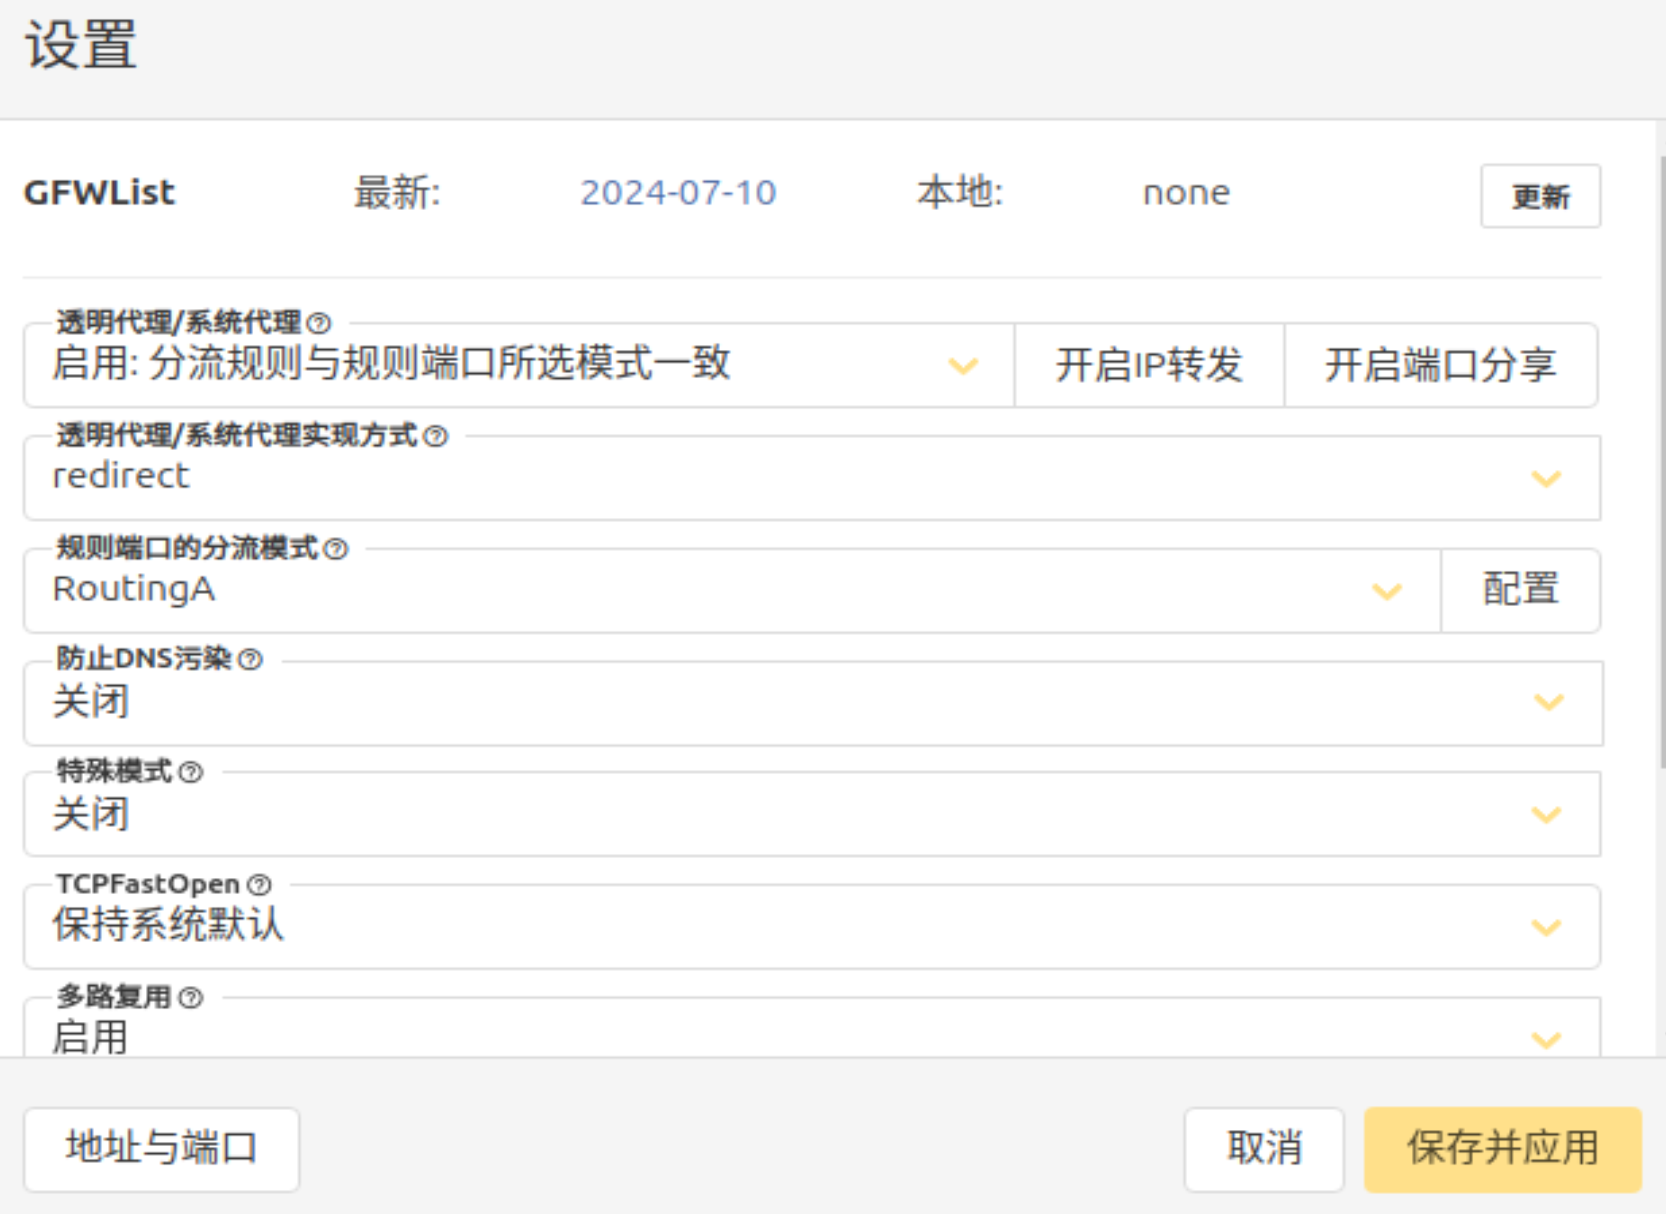 设置
GFWList 最新: 2024-07-10 本地: none 更新
透明代理/系统代理
启用: 分流规则与规则端口所选模式一致 开启IP转发 开启端口分享
透明代理/系统代理实现方式
redirect
规则端口的分流模式
RoutingA 配置
防止DNS污染
关闭
特殊模式
关闭
TCPFastOpen
保持系统默认
多路复用
启用
地址与端口 取消 保存并应用